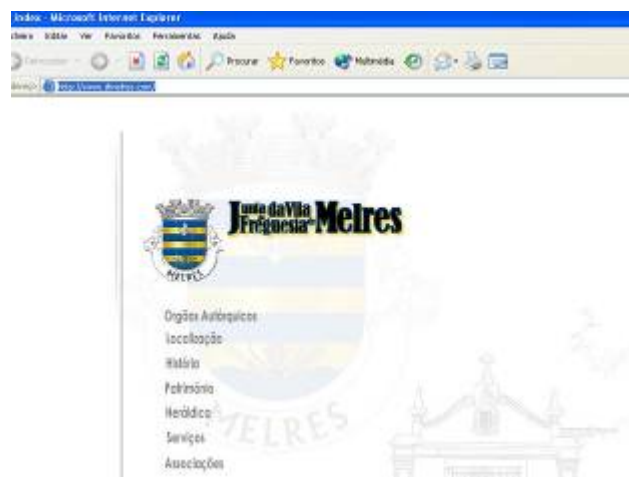 Index - Microsoft Internet Explorer
Editar Ver Favoritos Ferramentas Ajuda
Procurar Favoritos Multimédia
Junta da Vila
Freguesia de Melres
MELRES
Orgãos Autárquicos
Localização
História
Património
Heráldica
MELRES
Serviços
Associações